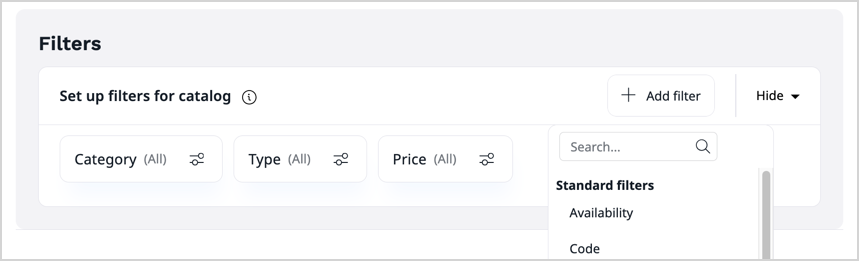 Filters
Set up filters for catalog
Add filter
Hide
Category (All)
Type (All)
Price (All)
Search...
Standard filters
Availability
Code